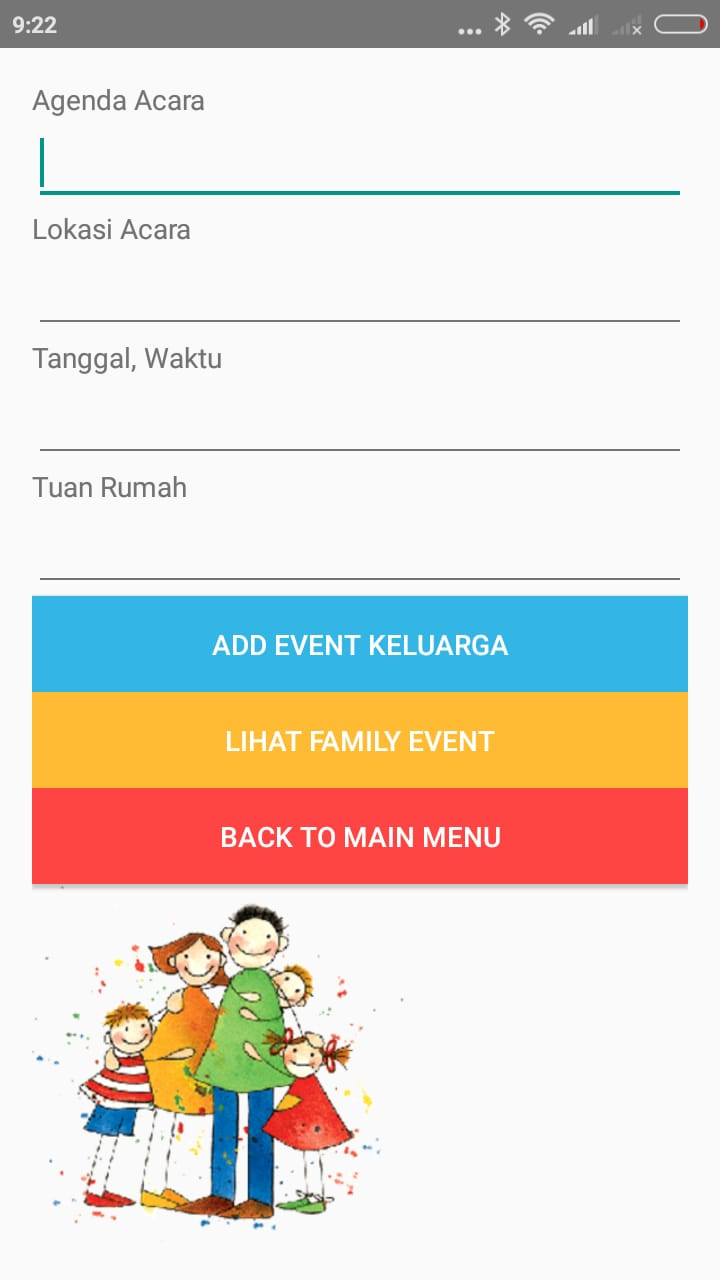 9:22
Agenda Acara
Lokasi Acara
Tanggal, Waktu
Tuan Rumah
ADD EVENT KELUARGA
LIHAT FAMILY EVENT
BACK TO MAIN MENU